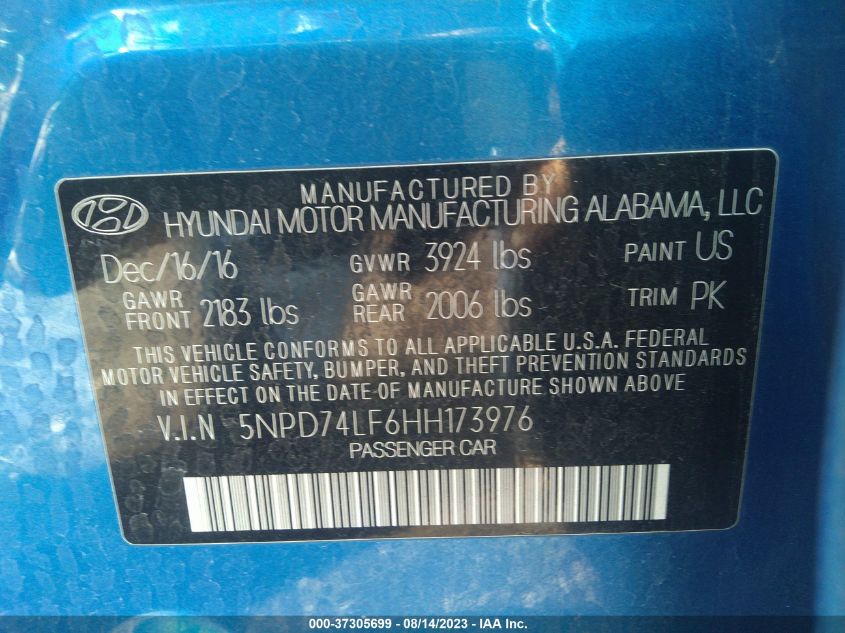 MANUFACTURED BY
HYUNDAI MOTOR MANUFACTURING ALABAMA, LLC
Dec/16/16 GVWR 3924 lbs PAINT US
GAWR FRONT 2183 lbs GAWR REAR 2006 lbs TRIM PK
THIS VEHICLE CONFORMS TO ALL APPLICABLE U.S.A. FEDERAL
MOTOR VEHICLE SAFETY, BUMPER, AND THEFT PREVENTION STANDARDS
IN EFFECT ON THE DATE OF MANUFACTURE SHOWN ABOVE
V.I.N 5NPD74LF6HH173976
PASSENGER CAR
000-37305699 - 08/14/2023 - IAA Inc.